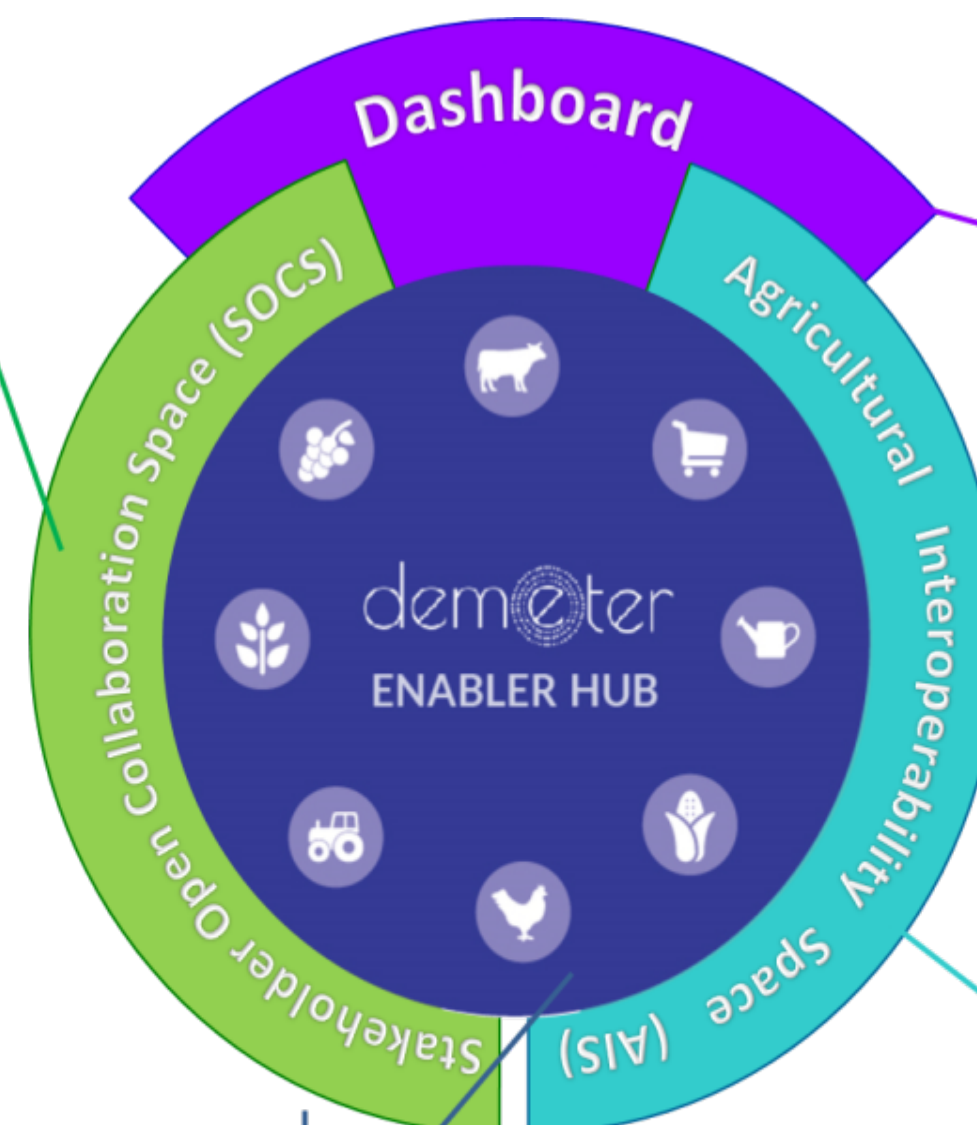 Dashboard
Stakeholder Open Collaboration Space (SOCS)
Agricultural Interoperability Space (AIS)
demeter
ENABLER HUB